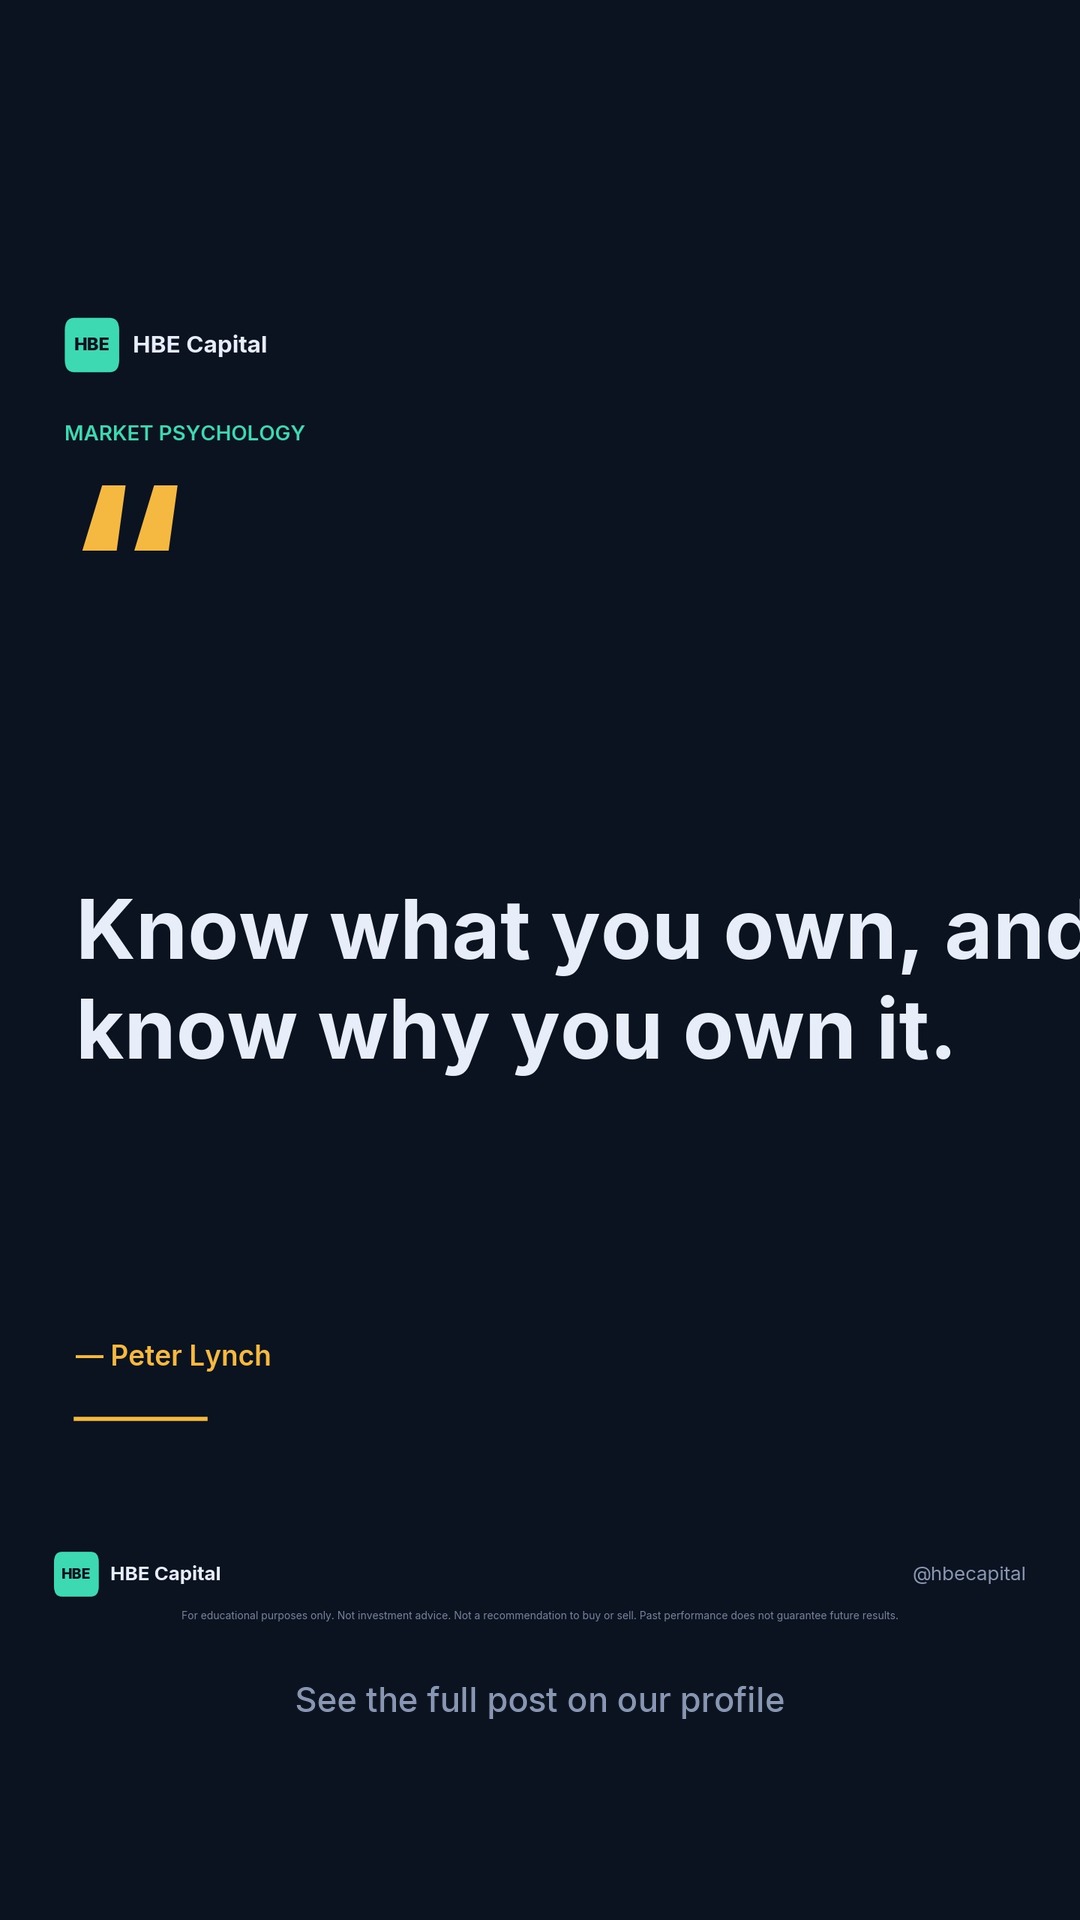 HBE HBE Capital
MARKET PSYCHOLOGY
"
Know what you own, and
know why you own it.
— Peter Lynch
HBE HBE Capital @hbecapital
For educational purposes only. Not investment advice. Not a recommendation to buy or sell. Past performance does not guarantee future results.
See the full post on our profile